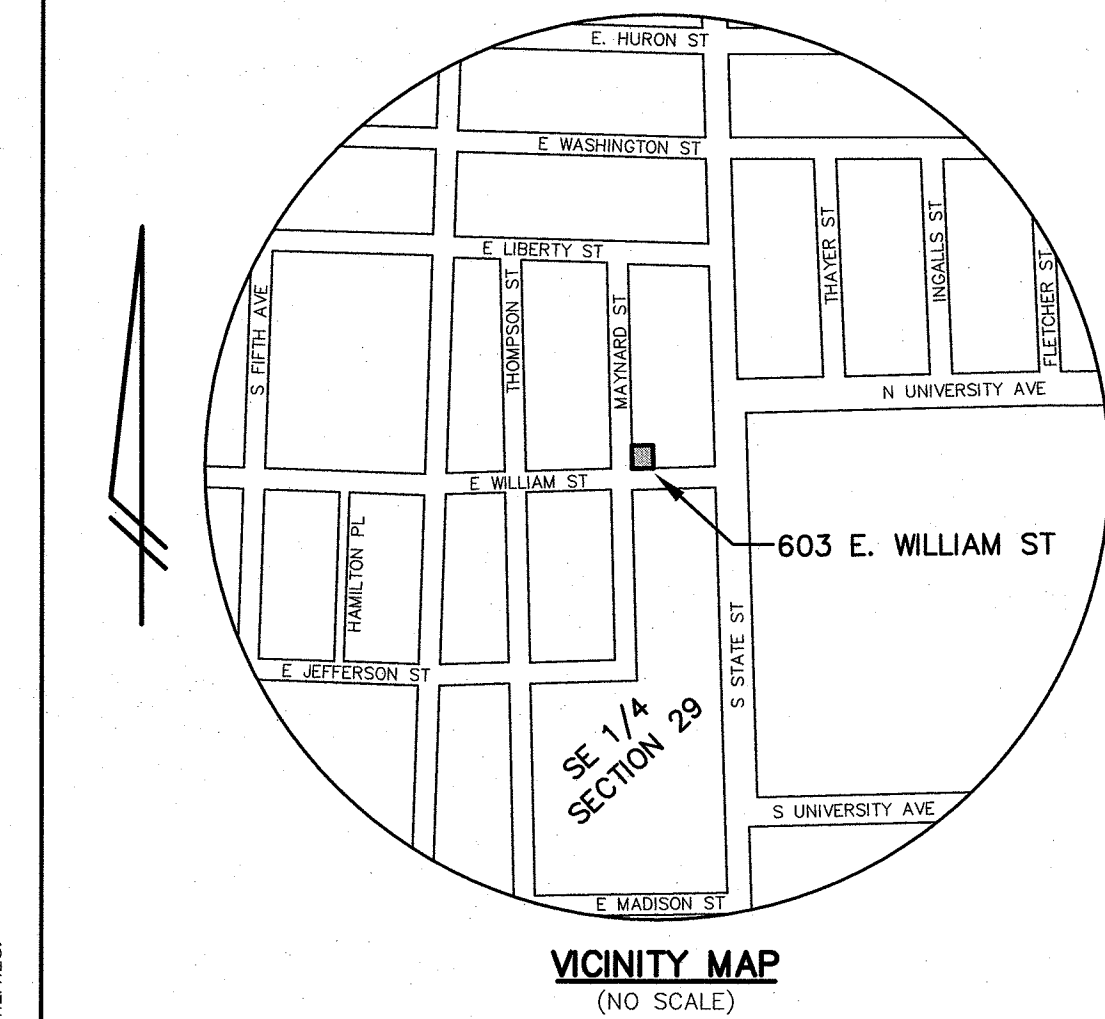 E. HURON ST
E WASHINGTON ST
E LIBERTY ST
S FIFTH AVE
THOMPSON ST
MAYNARD ST
THAYER ST
INGALLS ST
FLETCHER ST
N UNIVERSITY AVE
E WILLIAM ST
HAMILTON PL
603 E. WILLIAM ST
E JEFFERSON ST
S STATE ST
SE 1/4
SECTION 29
S UNIVERSITY AVE
E MADISON ST
VICINITY MAP
(NO SCALE)